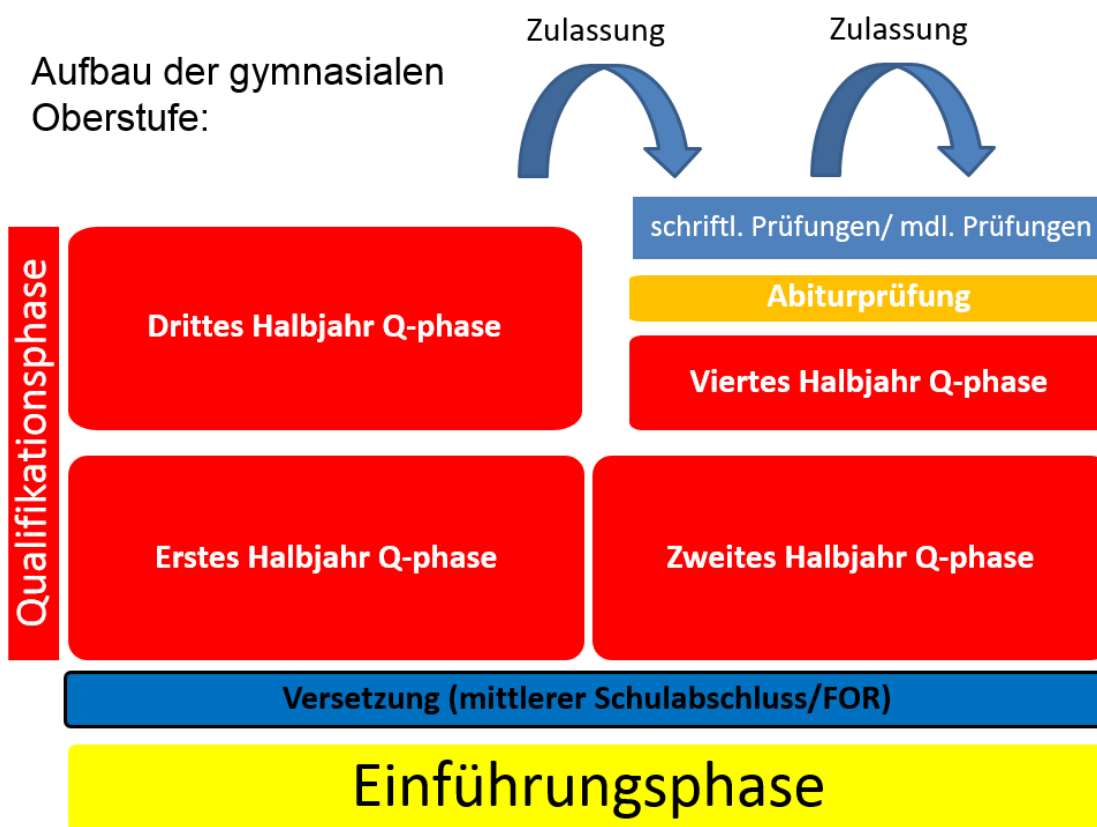 Zulassung
Zulassung
Aufbau der gymnasialen
Oberstufe:
schriftl. Prüfungen/ mdl. Prüfungen
Abiturprüfung
Drittes Halbjahr Q-phase
Viertes Halbjahr Q-phase
Qualifikationsphase
Erstes Halbjahr Q-phase
Zweites Halbjahr Q-phase
Versetzung (mittlerer Schulabschluss/FOR)
Einführungsphase